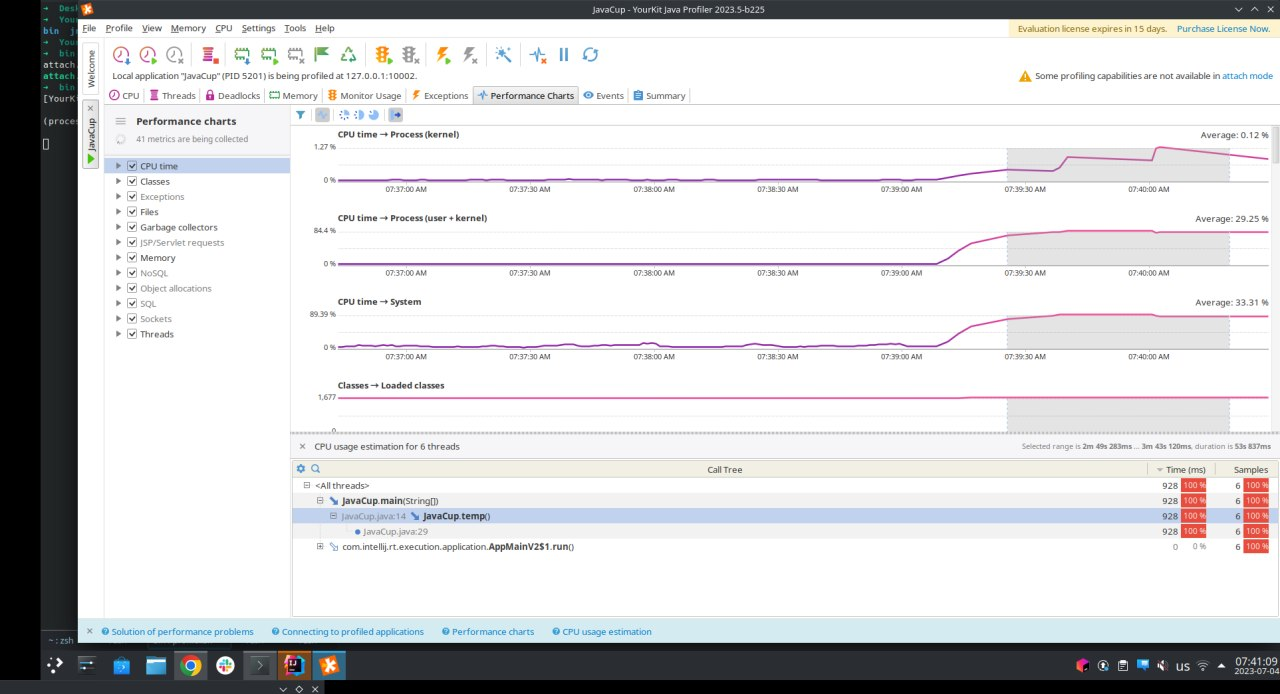 JavaCup - YourKit Java Profiler 2023.5-b225
File Profile View Memory CPU Settings Tools Help
Evaluation license expires in 15 days. Purchase License Now.
Local application "JavaCup" (PID 5201) is being profiled at 127.0.0.1:10002.
Some profiling capabilities are not available in attach mode
CPU Threads Deadlocks Memory Monitor Usage Exceptions Performance Charts Events Summary
Welcome
JavaCup
Performance charts
41 metrics are being collected
CPU time
Classes
Exceptions
Files
Garbage collectors
JSP/Servlet requests
Memory
NoSQL
Object allocations
SQL
Sockets
Threads
CPU time → Process (kernel)
Average: 0.12 %
1.27 %
0 %
07:37:00 AM 07:37:30 AM 07:38:00 AM 07:38:30 AM 07:39:00 AM 07:39:30 AM 07:40:00 AM
CPU time → Process (user + kernel)
Average: 29.25 %
84.4 %
0 %
07:37:00 AM 07:37:30 AM 07:38:00 AM 07:38:30 AM 07:39:00 AM 07:39:30 AM 07:40:00 AM
CPU time → System
Average: 33.31 %
89.39 %
0 %
07:37:00 AM 07:37:30 AM 07:38:00 AM 07:38:30 AM 07:39:00 AM 07:39:30 AM 07:40:00 AM
Classes → Loaded classes
1,677
0
CPU usage estimation for 6 threads
Selected range is 2m 49s 283ms ... 3m 43s 120ms, duration is 53s 837ms
Call Tree Time (ms) Samples
<All threads> 928 100 % 6 100 %
JavaCup.main(String[]) 928 100 % 6 100 %
JavaCup.java:14 JavaCup.temp() 928 100 % 6 100 %
JavaCup.java:29 928 100 % 6 100 %
com.intellij.rt.execution.application.AppMainV2$1.run() 0 0 % 6 100 %
Solution of performance problems Connecting to profiled applications Performance charts CPU usage estimation
~ : zsh
us
07:41:09
2023-07-04